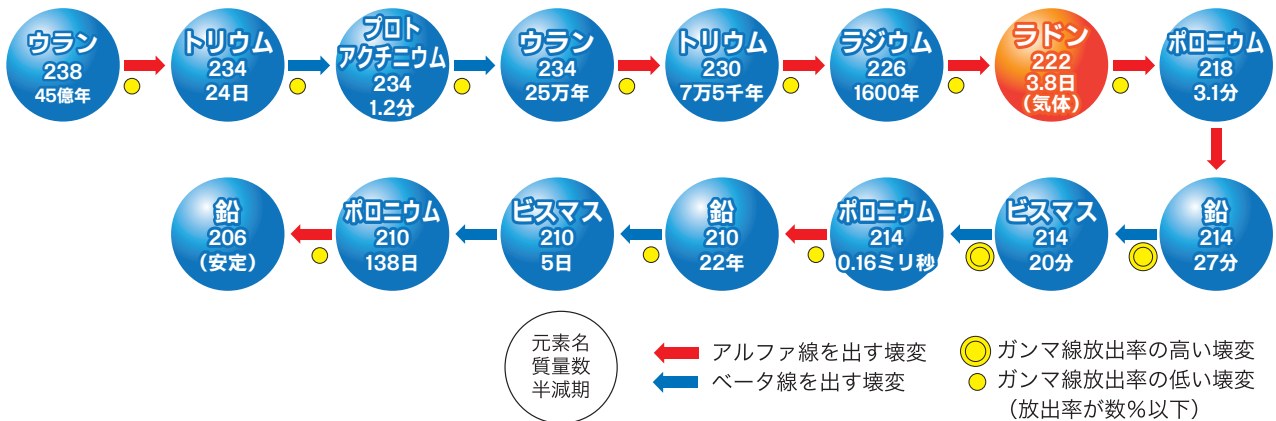 ウラン
238
45億年
トリウム
234
24日
プロト
アクチニウム
234
1.2分
ウラン
234
25万年
トリウム
230
7万5千年
ラジウム
226
1600年
ラドン
222
3.8日
(気体)
ポロニウム
218
3.1分
鉛
206
(安定)
ポロニウム
210
138日
ビスマス
210
5日
鉛
210
22年
ポロニウム
214
0.16ミリ秒
ビスマス
214
20分
鉛
214
27分
元素名
質量数
半減期
アルファ線を出す壊変
ベータ線を出す壊変
ガンマ線放出率の高い壊変
ガンマ線放出率の低い壊変
(放出率が数%以下)